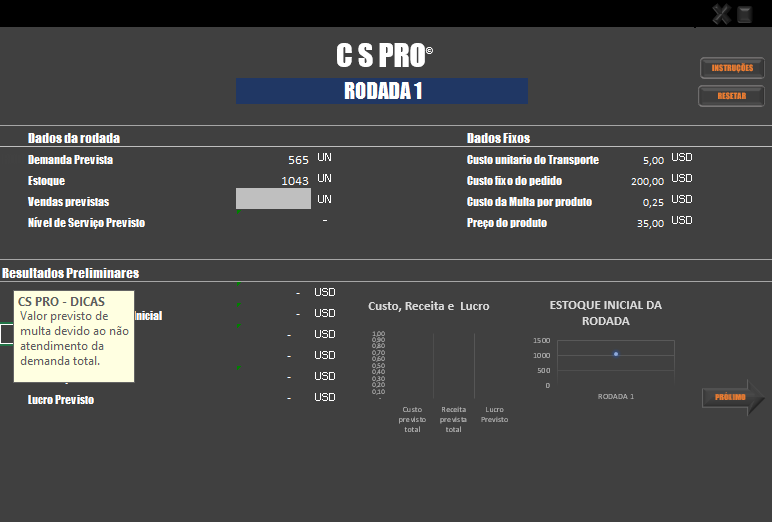 C S PRO©
RODADA 1
INSTRUÇÕES
RESETAR
Dados da rodada
Demanda Prevista 565 UN
Estoque 1043 UN
Vendas previstas UN
Nível de Serviço Previsto -
Dados Fixos
Custo unitario do Transporte 5,00 USD
Custo fixo do pedido 200,00 USD
Custo da Multa por produto 0,25 USD
Preço do produto 35,00 USD
Resultados Preliminares
- USD
Inicial - USD
- USD
- USD
- USD
Lucro Previsto - USD
CS PRO - DICAS
Valor previsto de
multa devido ao não
atendimento da
demanda total.
Custo, Receita e Lucro
1,00
0,90
0,80
0,70
0,60
0,50
0,40
0,30
0,20
0,10
-
Custo previsto total
Receita prevista total
Lucro Previsto
ESTOQUE INICIAL DA
RODADA
1500
1000
500
0
RODADA 1
PRÓXIMO